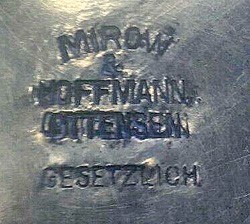 MIROW
&
HOFFMANN.
OTTENSEN
GESETZLICH